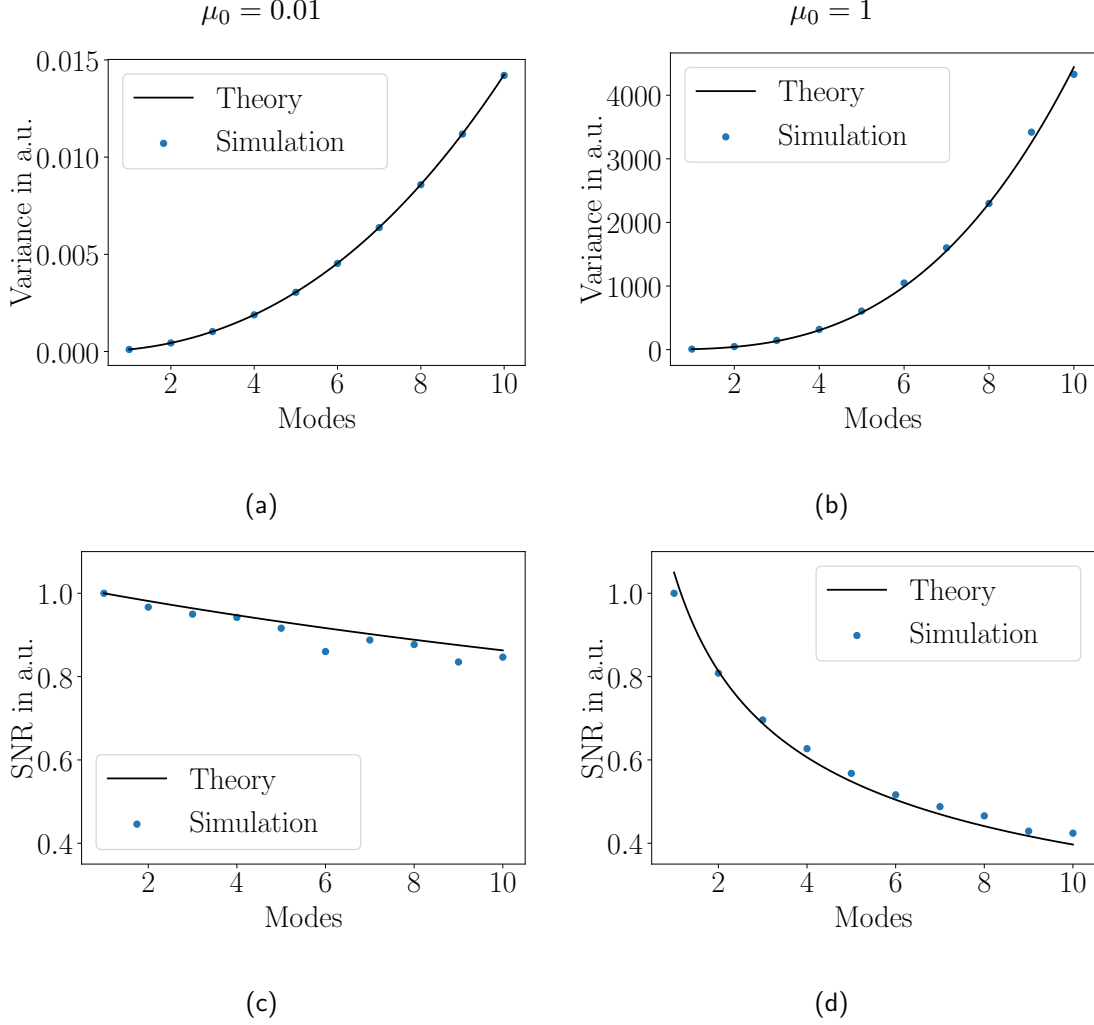 μ₀ = 0.01
Variance in a.u.
0.015
0.010
0.005
0.000
Theory
Simulation
2 4 6 8 10
Modes
(a)
μ₀ = 1
Variance in a.u.
4000
3000
2000
1000
0
Theory
Simulation
2 4 6 8 10
Modes
(b)
SNR in a.u.
1.0
0.8
0.6
0.4
Theory
Simulation
2 4 6 8 10
Modes
(c)
SNR in a.u.
1.0
0.8
0.6
0.4
Theory
Simulation
2 4 6 8 10
Modes
(d)